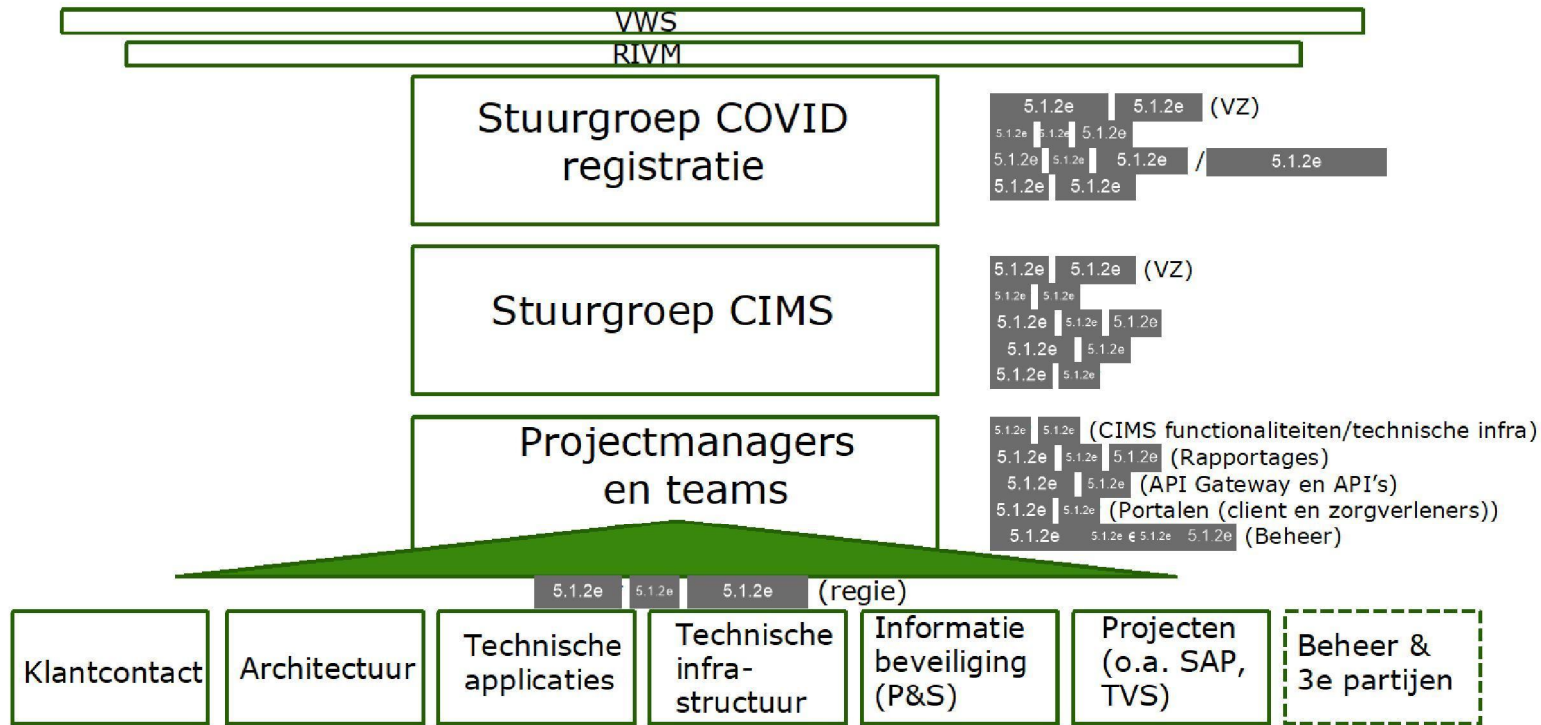 VWS
RIVM
Stuurgroep COVID
registratie
5.1.2e 5.1.2e (VZ)
5.1.2e 5.1.2e 5.1.2e
5.1.2e 5.1.2e 5.1.2e / 5.1.2e
5.1.2e 5.1.2e
Stuurgroep CIMS
5.1.2e 5.1.2e (VZ)
5.1.2e 5.1.2e
5.1.2e 5.1.2e 5.1.2e
5.1.2e 5.1.2e
5.1.2e 5.1.2e
Projectmanagers
en teams
5.1.2e 5.1.2e (CIMS functionaliteiten/technische infra)
5.1.2e 5.1.2e 5.1.2e (Rapportages)
5.1.2e 5.1.2e (API Gateway en API's)
5.1.2e 5.1.2e (Portalen (client en zorgverleners))
5.1.2e 5.1.2e e 5.1.2e 5.1.2e (Beheer)
5.1.2e 5.1.2e 5.1.2e (regie)
Klantcontact
Architectuur
Technische
applicaties
Technische
infra-
structuur
Informatie
beveiliging
(P&S)
Projecten
(o.a. SAP,
TVS)
Beheer &
3e partijen